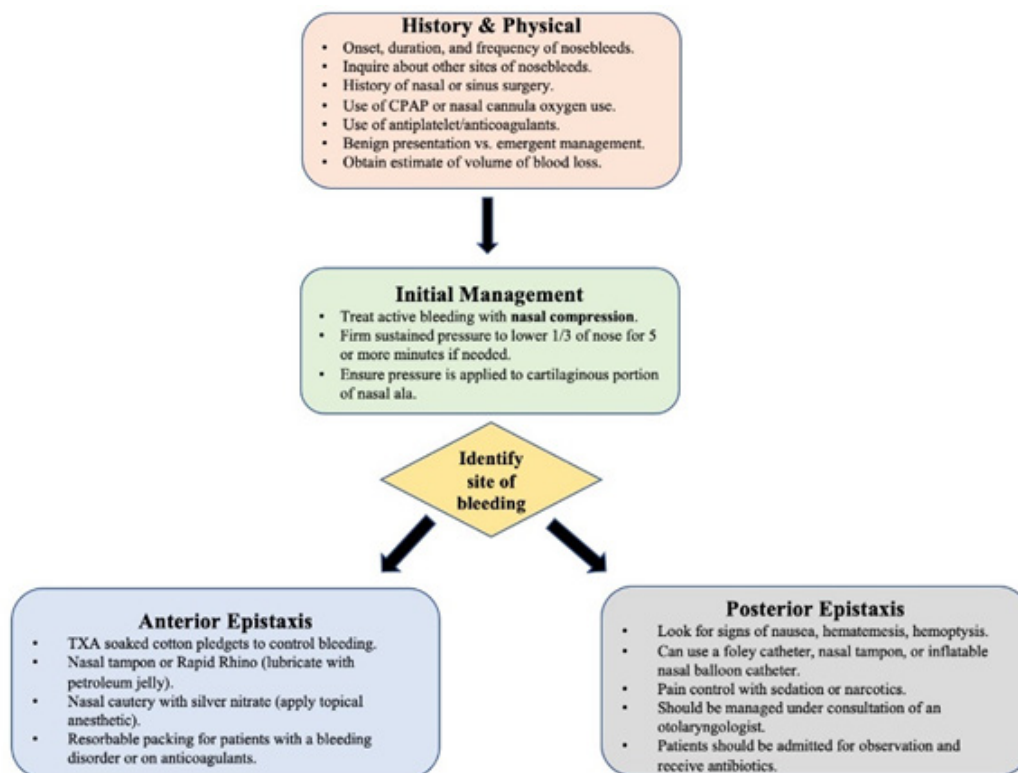 History & Physical
• Onset, duration, and frequency of nosebleeds.
• Inquire about other sites of nosebleeds.
• History of nasal or sinus surgery.
• Use of CPAP or nasal cannula oxygen use.
• Use of antiplatelet/anticoagulants.
• Benign presentation vs. emergent management.
• Obtain estimate of volume of blood loss.
Initial Management
• Treat active bleeding with nasal compression.
• Firm sustained pressure to lower 1/3 of nose for 5
or more minutes if needed.
• Ensure pressure is applied to cartilaginous portion
of nasal ala.
Identify
site of
bleeding
Anterior Epistaxis
• TXA soaked cotton pledgets to control bleeding.
• Nasal tampon or Rapid Rhino (lubricate with
petroleum jelly).
• Nasal cautery with silver nitrate (apply topical
anesthetic).
• Resorbable packing for patients with a bleeding
disorder or on anticoagulants.
Posterior Epistaxis
• Look for signs of nausea, hematemesis, hemoptysis.
• Can use a foley catheter, nasal tampon, or inflatable
nasal balloon catheter.
• Pain control with sedation or narcotics.
• Should be managed under consultation of an
otolaryngologist.
• Patients should be admitted for observation and
receive antibiotics.